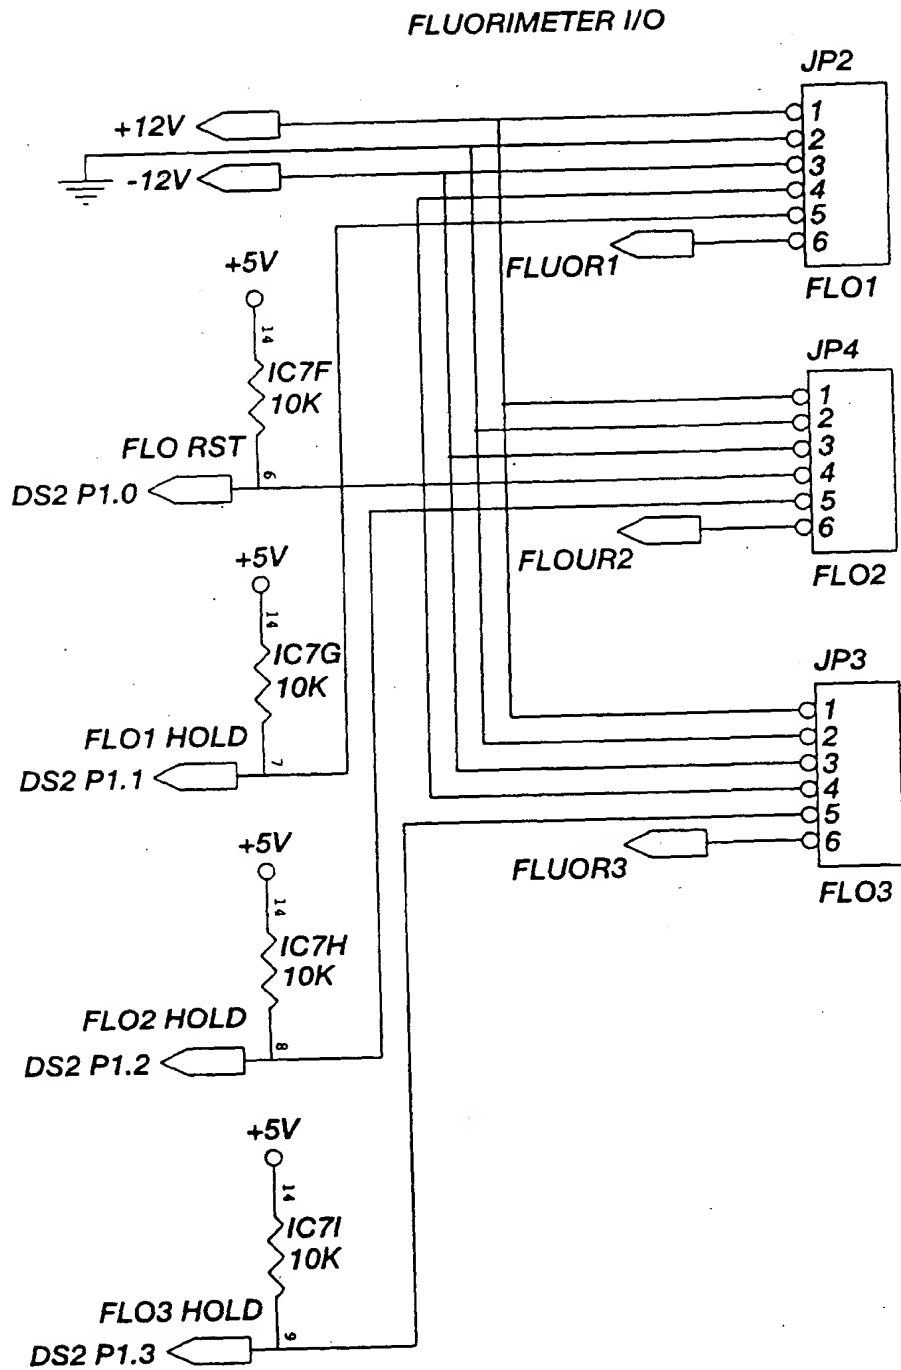 FLUORIMETER I/O
JP2
+12V
-12V
1
2
3
4
5
6
FLUOR1
FLO1
+5V
14
IC7F
10K
FLO RST
6
DS2 P1.0
JP4
1
2
3
4
5
6
FLOUR2
FLO2
+5V
14
IC7G
10K
FLO1 HOLD
7
DS2 P1.1
JP3
1
2
3
4
5
6
FLUOR3
FLO3
+5V
14
IC7H
10K
FLO2 HOLD
8
DS2 P1.2
+5V
14
IC7I
10K
FLO3 HOLD
9
DS2 P1.3